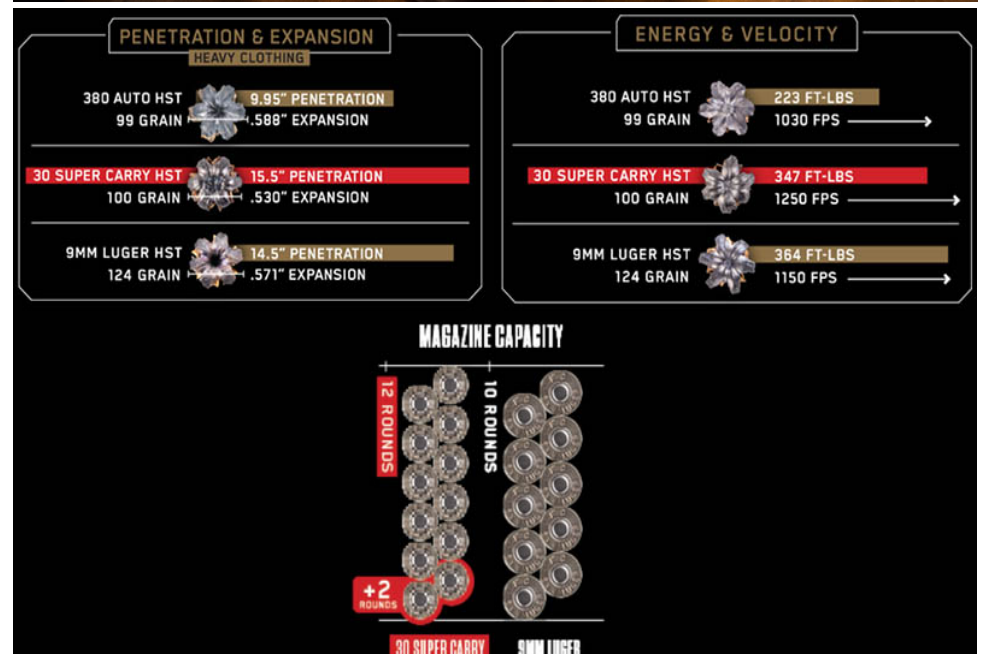 PENETRATION & EXPANSION
HEAVY CLOTHING
380 AUTO HST
9.95" PENETRATION
99 GRAIN
.588" EXPANSION
30 SUPER CARRY HST
15.5" PENETRATION
100 GRAIN
.530" EXPANSION
9MM LUGER HST
14.5" PENETRATION
124 GRAIN
.571" EXPANSION
ENERGY & VELOCITY
380 AUTO HST
223 FT-LBS
99 GRAIN
1030 FPS
30 SUPER CARRY HST
347 FT-LBS
100 GRAIN
1250 FPS
9MM LUGER HST
364 FT-LBS
124 GRAIN
1150 FPS
MAGAZINE CAPACITY
12 ROUNDS
10 ROUNDS
+2
ROUNDS
30 SUPER CARRY
9MM LUGER